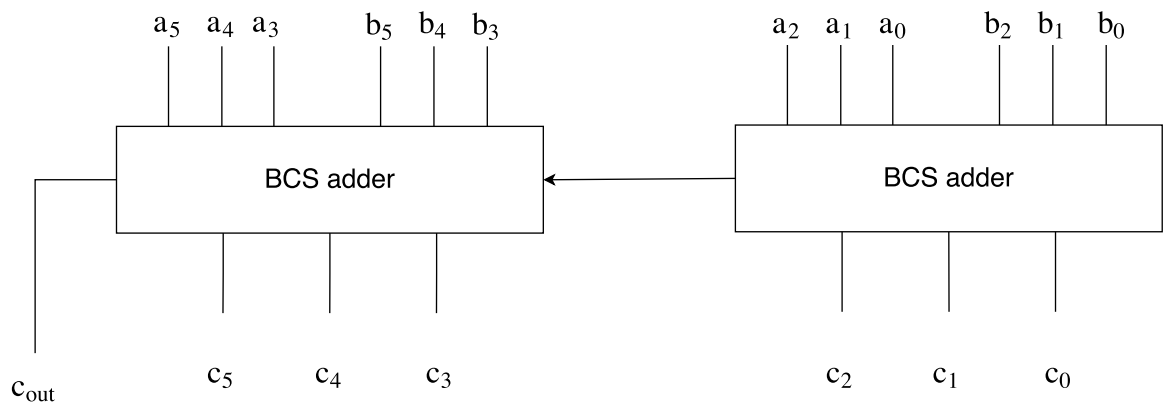 a₅ a₄ a₃ b₅ b₄ b₃ a₂ a₁ a₀ b₂ b₁ b₀
BCS adder BCS adder
c₅ c₄ c₃ c₂ c₁ c₀
c_out